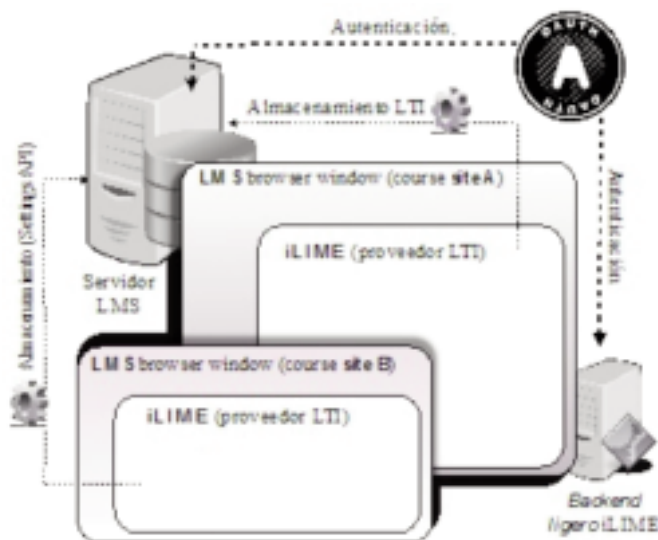 Autenticación.
OAUTH
OAUTH
Almacenamiento LTI
LMS browser window (course site A)
iLIME (proveedor LTI)
Autenticación
Almacenamiento (Settings API)
Servidor
LMS
LMS browser window (course site B)
iLIME (proveedor LTI)
Backend
ligero iLIME